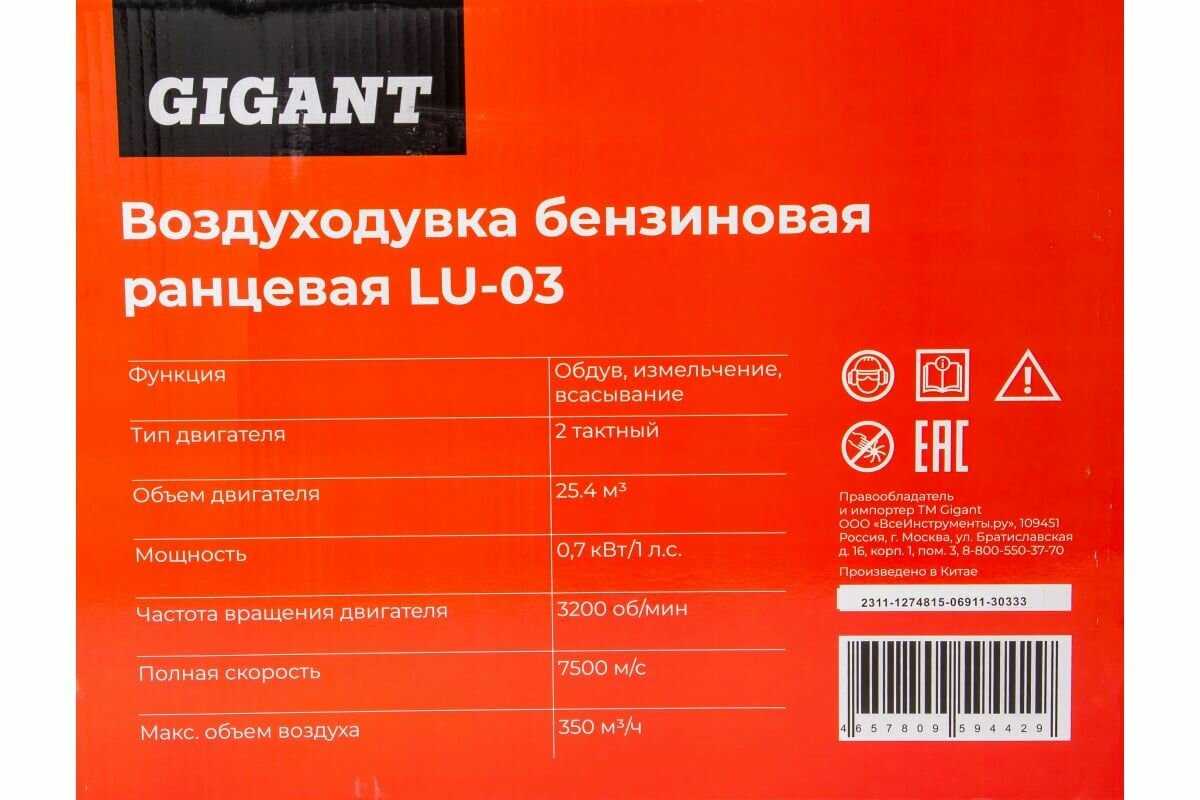 GIGANT
Воздуходувка бензиновая
ранцевая LU-03
Функция
Обдув, измельчение,
всасывание
Тип двигателя
2 тактный
Объем двигателя
25.4 м³
Мощность
0,7 кВт/1 л.с.
Частота вращения двигателя
3200 об/мин
Полная скорость
7500 м/с
Макс. объем воздуха
350 м³/ч
EAC
Правообладатель
и импортер ТМ Gigant
ООО «ВсеИнструменты.ру», 109451
Россия, г. Москва, ул. Братиславская
д. 16, корп. 1, пом. 3, 8-800-550-37-70
Произведено в Китае
2311-1274815-06911-30333
4 657809 594429